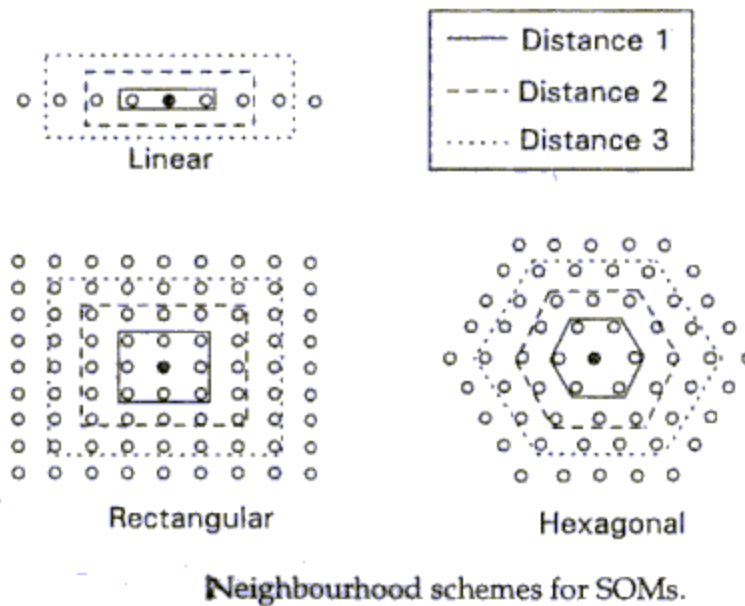 Distance 1
Distance 2
Distance 3
Linear
Rectangular
Hexagonal
Neighbourhood schemes for SOMs.